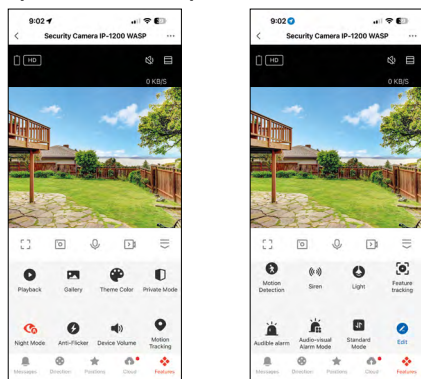 9:02
Security Camera IP-1200 WASP
HD
0 KB/S
Playback
Gallery
Theme Color
Private Mode
Night Mode
Anti-Flicker
Device Volume
Motion
Tracking
Messages
Direction
Positions
Cloud
Features
9:02
Security Camera IP-1200 WASP
HD
0 KB/S
Motion
Detection
Siren
Light
Feature
tracking
Audible alarm
Audio-visual
Alarm Mode
Standard
Mode
Edit
Messages
Direction
Positions
Cloud
Features